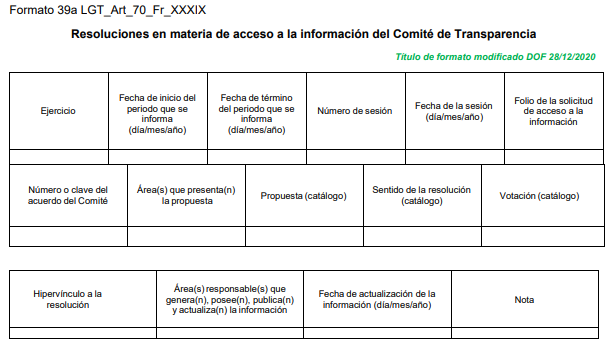 Formato 39a LGT_Art_70_Fr_XXXIX
Resoluciones en materia de acceso a la información del Comité de Transparencia
Título de formato modificado DOF 28/12/2020
Ejercicio
Fecha de inicio del
periodo que se
informa
(día/mes/año)
Fecha de término
del periodo que se
informa
(día/mes/año)
Número de sesión
Fecha de la sesión
(día/mes/año)
Folio de la solicitud
de acceso a la
información
Número o clave del
acuerdo del Comité
Área(s) que presenta(n)
la propuesta
Propuesta (catálogo)
Sentido de la resolución
(catálogo)
Votación (catálogo)
Hipervínculo a la
resolución
Área(s) responsable(s) que
genera(n), posee(n), publica(n)
y actualiza(n) la información
Fecha de actualización de la
información (día/mes/año)
Nota